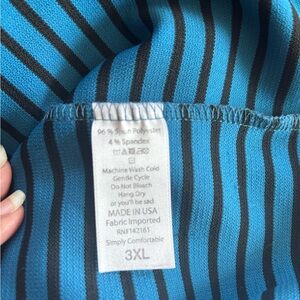 96 % Spun Polyester
4 % Spandex
Machine Wash Cold
Gentle Cycle
Do Not Bleach
Hang Dry
or you'll be sad
MADE IN USA
Fabric Imported
RN#142161
Simply Comfortable
3XL